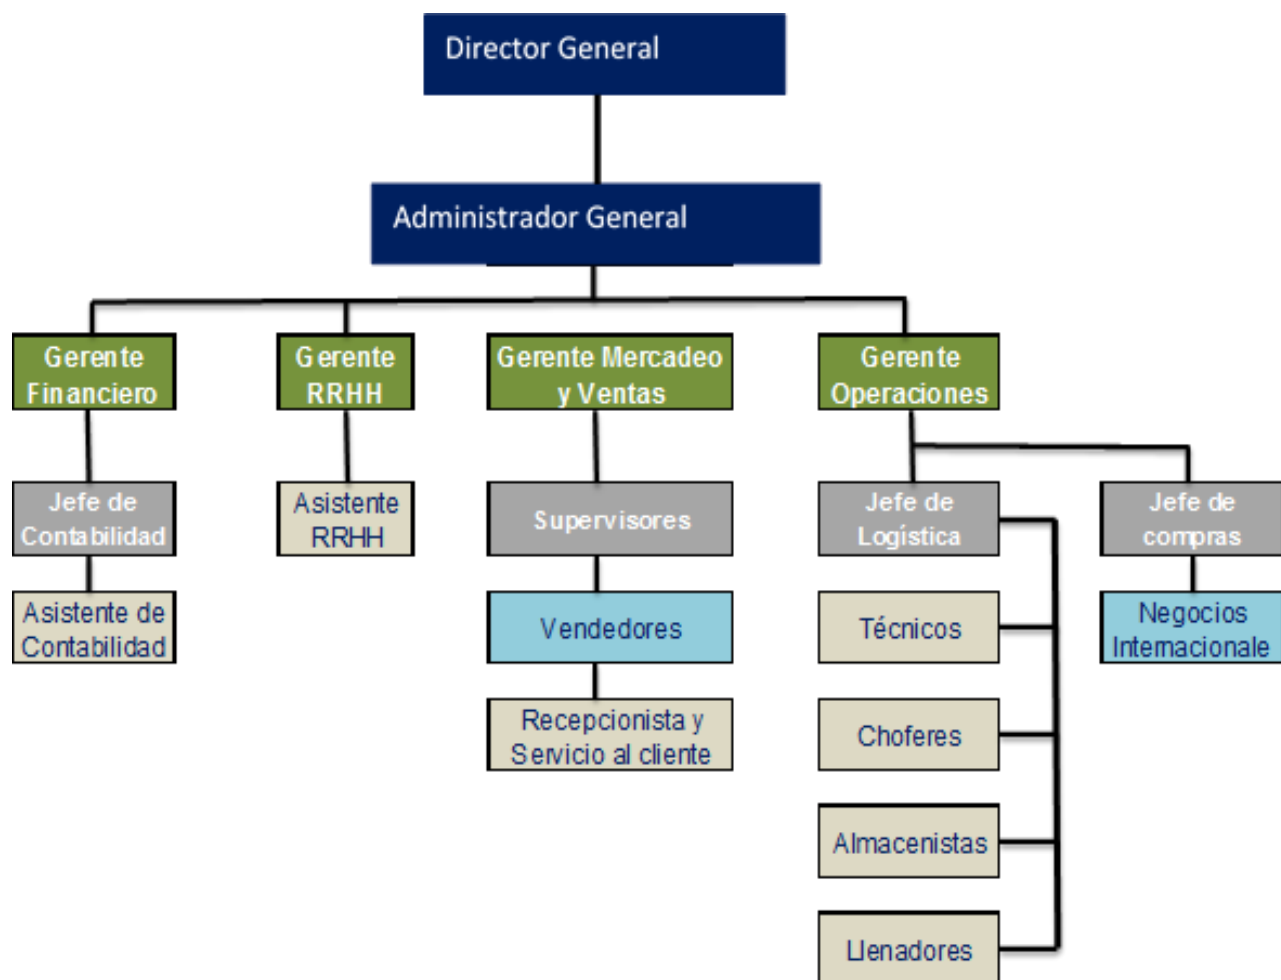 Director General
Administrador General
Gerente
Financiero
Gerente
RRHH
Gerente Mercadeo
y Ventas
Gerente
Operaciones
Jefe de
Contabilidad
Asistente
RRHH
Supervisores
Jefe de
Logística
Jefe de
compras
Asistente de
Contabilidad
Vendedores
Técnicos
Negocios
Internacionale
Recepcionista y
Servicio al cliente
Choferes
Almacenistas
Llenadores